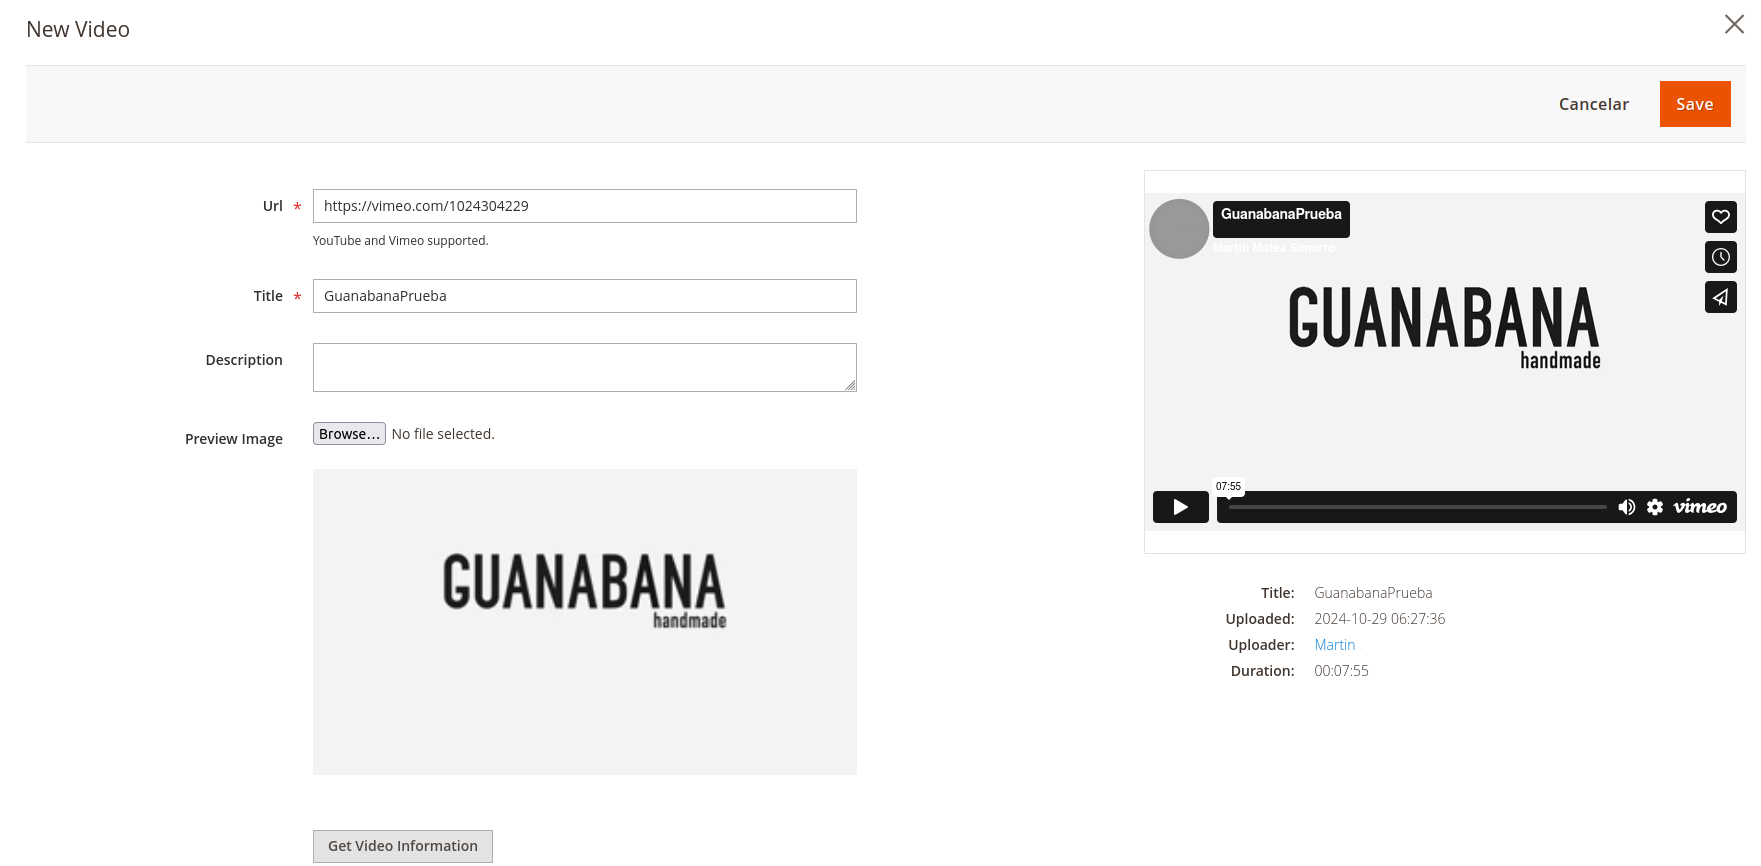 New Video
Cancelar
Save
Url *
https://vimeo.com/1024304229
YouTube and Vimeo supported.
Title *
GuanabanaPrueba
Description
Preview Image
Browse... No file selected.
GUANABANA
handmade
Get Video Information
GuanabanaPrueba
Martin Matea Simarro
GUANABANA
handmade
07:55
vimeo
Title: GuanabanaPrueba
Uploaded: 2024-10-29 06:27:36
Uploader: Martin
Duration: 00:07:55